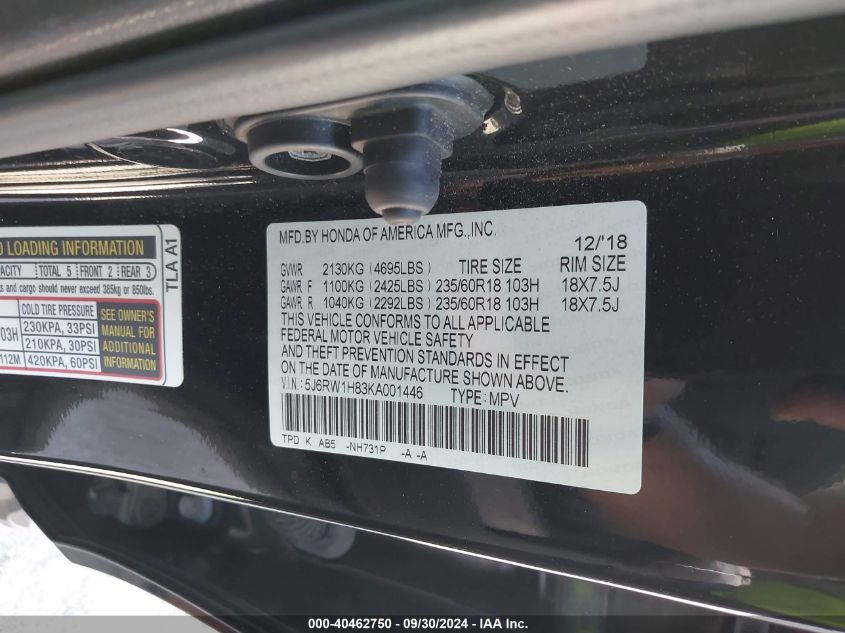 MFD.BY HONDA OF AMERICA MFG.,INC.
12/'18
GVWR 2130KG (4695LBS) TIRE SIZE RIM SIZE
GAWR F 1100KG (2425LBS) 235/60R18 103H 18X7.5J
GAWR R 1040KG (2292LBS) 235/60R18 103H 18X7.5J
THIS VEHICLE CONFORMS TO ALL APPLICABLE
FEDERAL MOTOR VEHICLE SAFETY
AND THEFT PREVENTION STANDARDS IN EFFECT
ON THE DATE OF MANUFACTURE SHOWN ABOVE.
V.I.N.: 5J6RW1H83KA001446 TYPE: MPV
TPD K AB5 -NH731P -A -A
LOADING INFORMATION
TLA A1
TOTAL 5 FRONT 2 REAR 3
and cargo should never exceed 385kg or 850lbs.
COLD TIRE PRESSURE
03H 230KPA, 33PSI
210KPA, 30PSI
112M 420KPA, 60PSI
SEE OWNER'S
MANUAL FOR
ADDITIONAL
INFORMATION
000-40462750 - 09/30/2024 - IAA Inc.